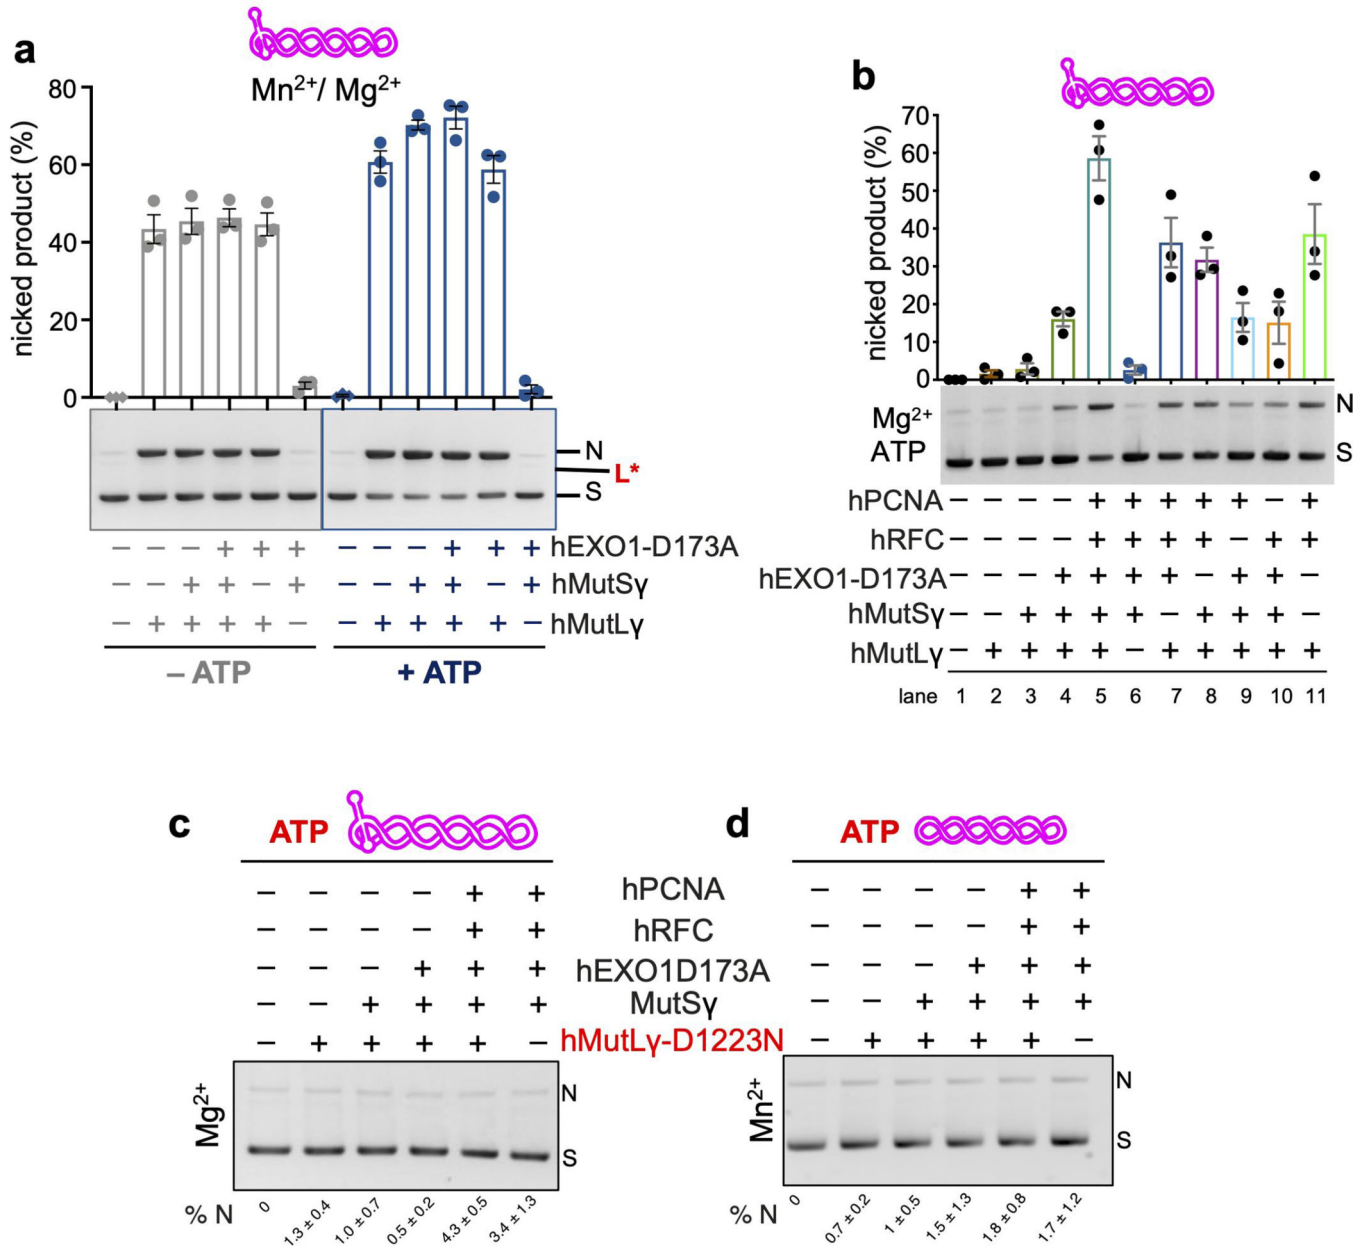 a
Mn2+/ Mg2+
nicked product (%)
80
60
40
20
0
N
L*
S
– – – + + + – – – + + + hEXO1-D173A
– – + + – + – – + + – + hMutSγ
– + + + + – – + + + + – hMutLγ
– ATP + ATP
b
nicked product (%)
70
60
50
40
30
20
10
0
Mg2+
ATP
N
S
hPCNA – – – – + + + + + – +
hRFC – – – – + + + + + + +
hEXO1-D173A – – – + + + + – + + –
hMutSγ – – + + + + – + + + –
hMutLγ – + + + + – + + + + +
lane 1 2 3 4 5 6 7 8 9 10 11
c ATP
– – – – + + hPCNA
– – – – + + hRFC
– – – + + + hEXO1D173A
– – + + + + MutSγ
– + + + + – hMutLγ-D1223N
Mg2+
N
S
% N 0 1.3 ± 0.4 1.0 ± 0.7 0.5 ± 0.2 4.3 ± 0.5 3.4 ± 1.3
d ATP
– – – – + +
– – – – + +
– – – + + +
– – + + + +
– + + + + –
Mn2+
N
S
% N 0 0.7 ± 0.2 1 ± 0.5 1.5 ± 1.3 1.8 ± 0.8 1.7 ± 1.2